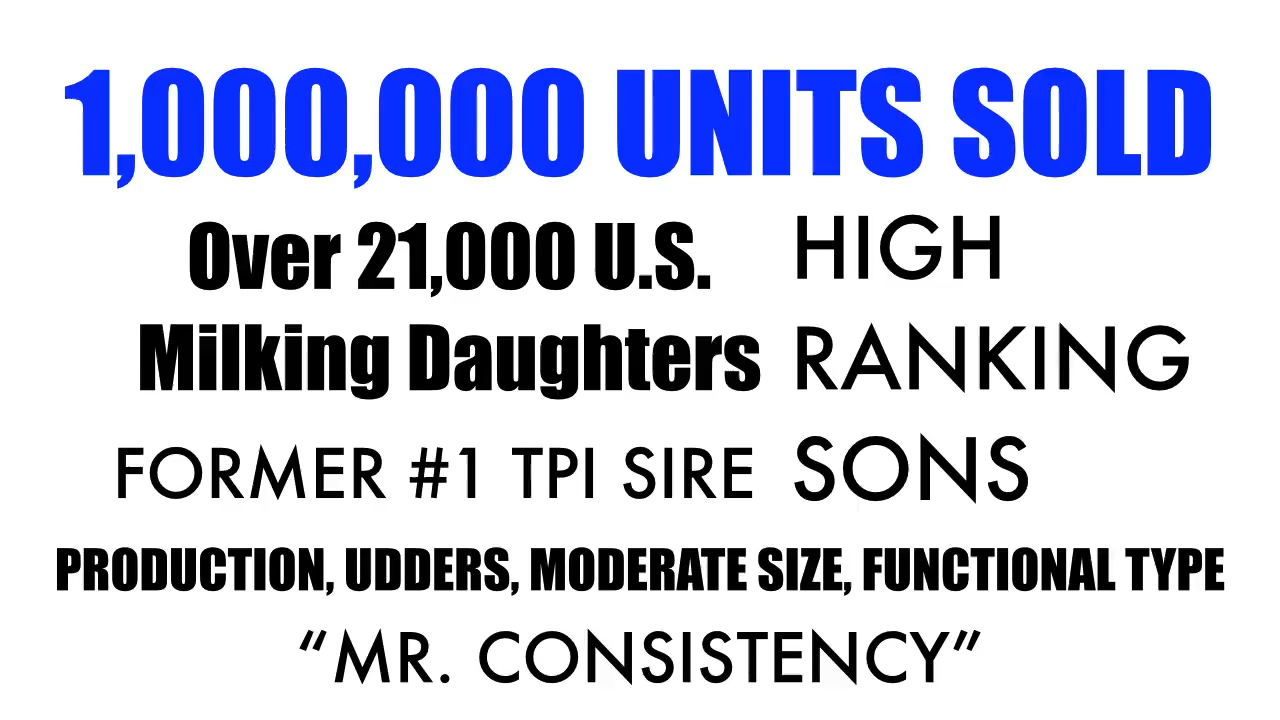 1,000,000 UNITS SOLD
Over 21,000 U.S.
Milking Daughters
FORMER #1 TPI SIRE
HIGH
RANKING
SONS
PRODUCTION, UDDERS, MODERATE SIZE, FUNCTIONAL TYPE
“MR. CONSISTENCY”